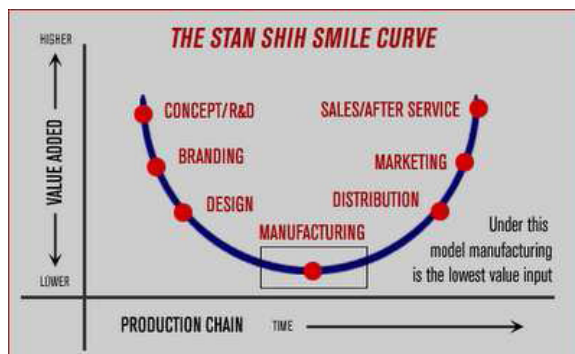 THE STAN SHIH SMILE CURVE
HIGHER
VALUE ADDED
LOWER
CONCEPT/R&D
BRANDING
DESIGN
MANUFACTURING
DISTRIBUTION
MARKETING
SALES/AFTER SERVICE
Under this
model manufacturing
is the lowest value input
PRODUCTION CHAIN
TIME